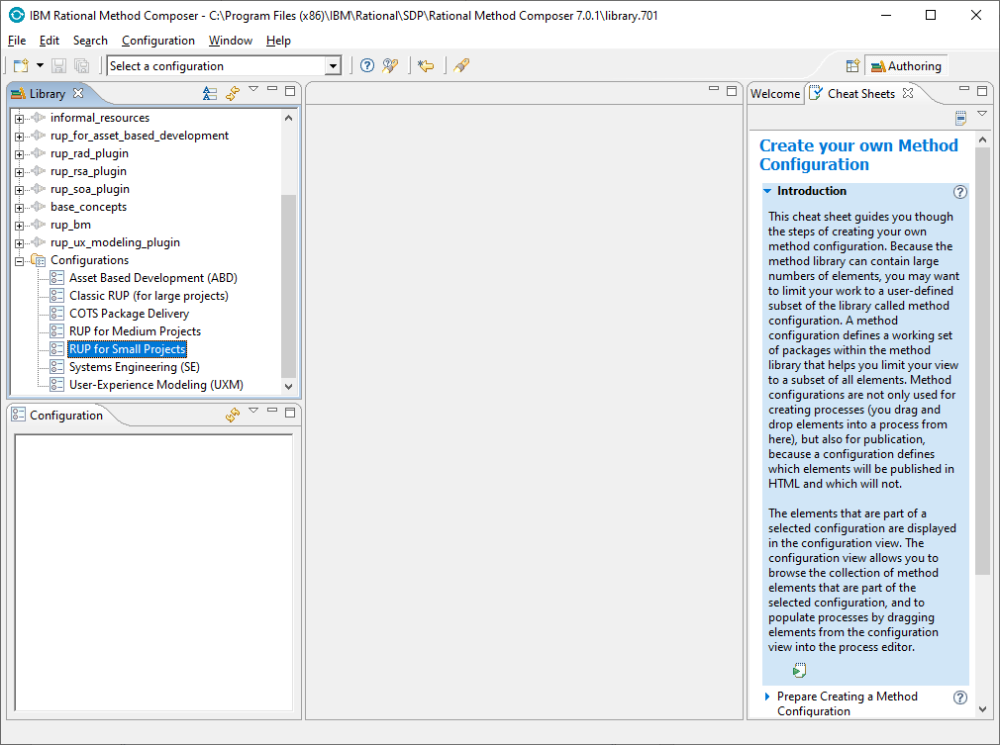 IBM Rational Method Composer - C:\Program Files (x86)\IBM\Rational\SDP\Rational Method Composer 7.0.1\library.701
File Edit Search Configuration Window Help
Select a configuration
Authoring
Library
informal_resources
rup_for_asset_based_development
rup_rad_plugin
rup_rsa_plugin
rup_soa_plugin
base_concepts
rup_bm
rup_ux_modeling_plugin
Configurations
Asset Based Development (ABD)
Classic RUP (for large projects)
COTS Package Delivery
RUP for Medium Projects
RUP for Small Projects
Systems Engineering (SE)
User-Experience Modeling (UXM)
Configuration
Welcome Cheat Sheets
Create your own Method
Configuration
Introduction
This cheat sheet guides you though
the steps of creating your own
method configuration. Because the
method library can contain large
numbers of elements, you may want
to limit your work to a user-defined
subset of the library called method
configuration. A method
configuration defines a working set
of packages within the method
library that helps you limit your view
to a subset of all elements. Method
configurations are not only used for
creating processes (you drag and
drop elements into a process from
here), but also for publication,
because a configuration defines
which elements will be published in
HTML and which will not.
The elements that are part of a
selected configuration are displayed
in the configuration view. The
configuration view allows you to
browse the collection of method
elements that are part of the
selected configuration, and to
populate processes by dragging
elements from the configuration
view into the process editor.
Prepare Creating a Method
Configuration